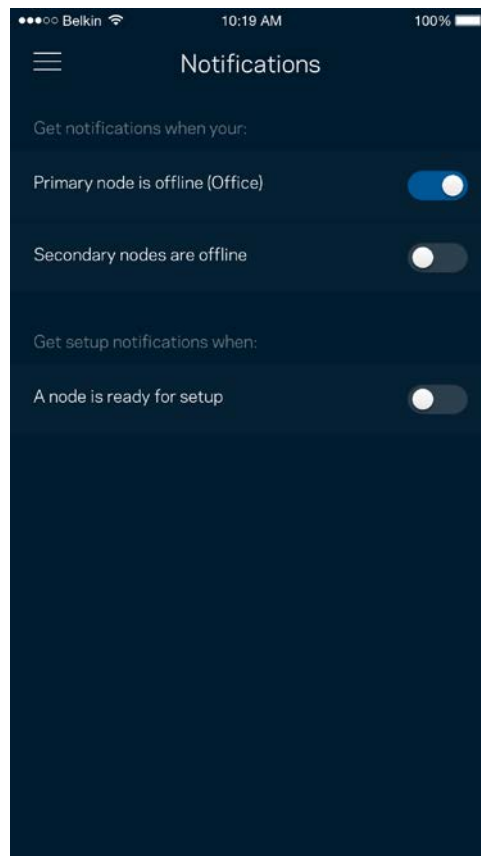 Belkin 10:19 AM 100%
Notifications
Get notifications when your:
Primary node is offline (Office)
Secondary nodes are offline
Get setup notifications when:
A node is ready for setup